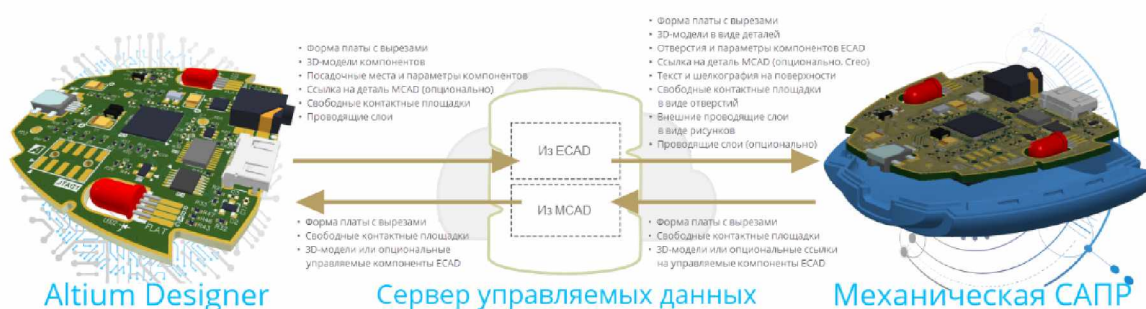 • Форма платы с вырезами
• 3D-модели компонентов
• Посадочные места и параметры компонентов
• Ссылка на деталь MCAD (опционально)
• Свободные контактные площадки
• Проводящие слои
• Форма платы с вырезами
• 3D-модели в виде деталей
• Отверстия и параметры компонентов ECAD
• Ссылка на деталь MCAD (опционально, Creo)
• Текст и шелкография на поверхности
• Свободные контактные площадки
в виде отверстий
• Внешние проводящие слои
в виде рисунков
• Проводящие слои (опционально)
Из ECAD
Из MCAD
• Форма платы с вырезами
• Свободные контактные площадки
• 3D-модели или опциональные
управляемые компоненты ECAD
• Форма платы с вырезами
• Свободные контактные площадки
• 3D-модели или опциональные ссылки
на управляемые компоненты ECAD
JTAG1
FLAT
Altium Designer
Сервер управляемых данных
Механическая САПР